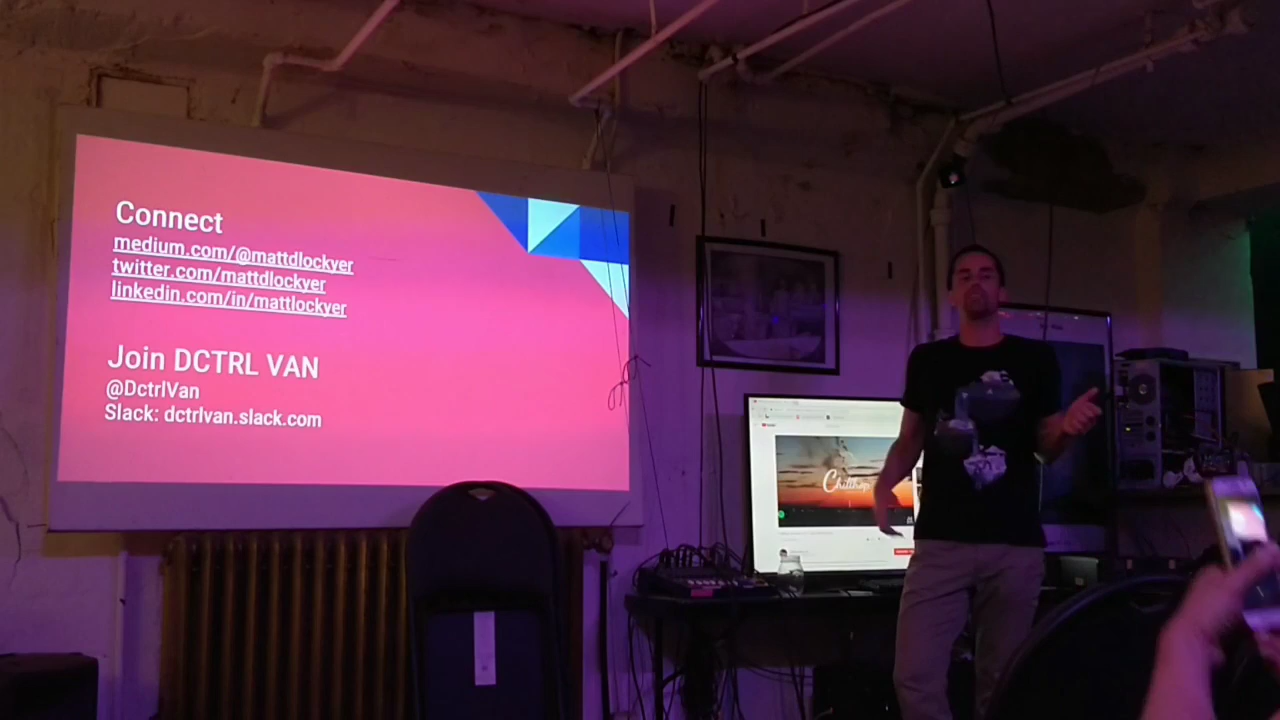 Connect
medium.com/@mattdlockyer
twitter.com/mattdlockyer
linkedin.com/in/mattlockyer
Join DCTRL VAN
@DctrlVan
Slack: dctrlvan.slack.com
Chillhop